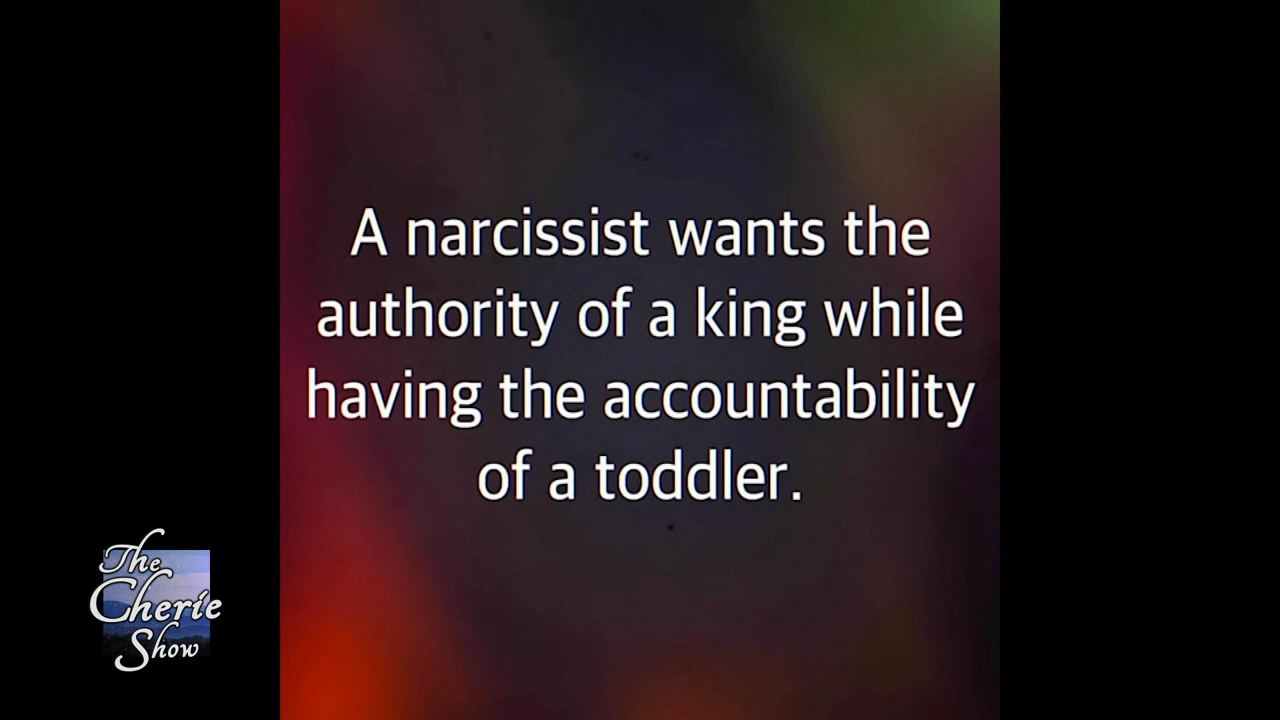 A narcissist wants the
authority of a king while
having the accountability
of a toddler.
The
Cherie
Show